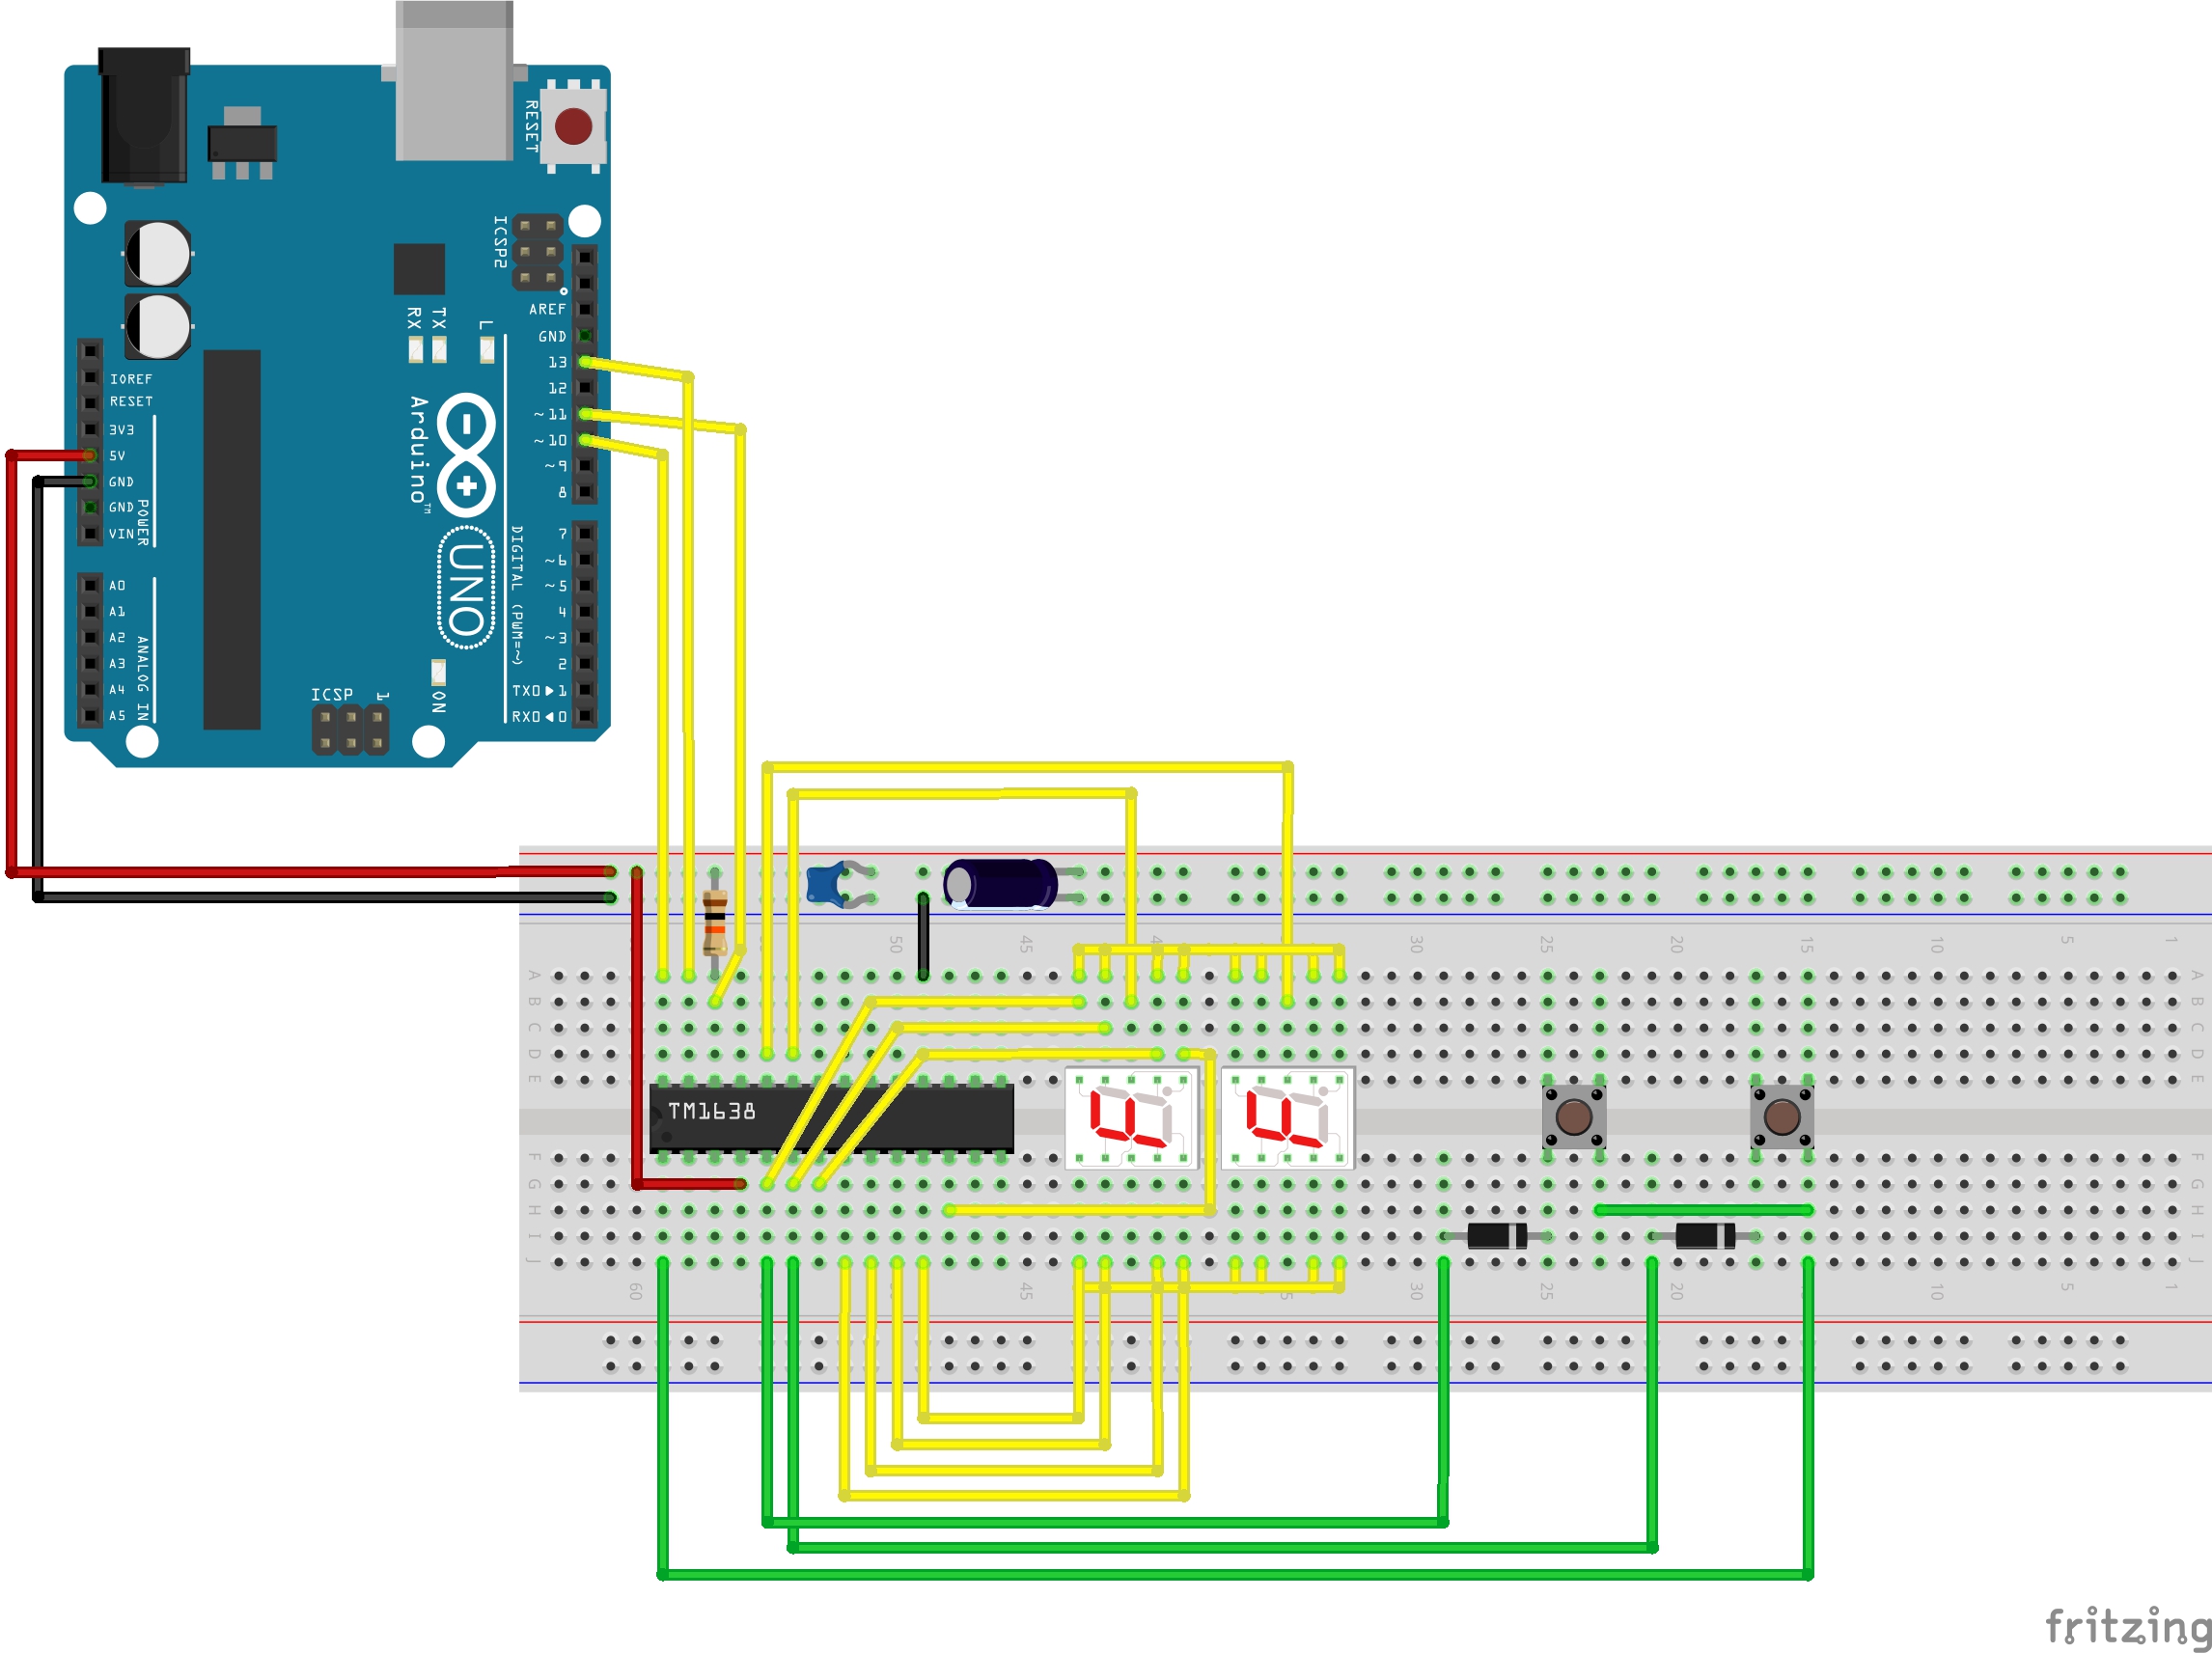 RESET
ICSP2
AREF
GND
13
12
~11
~10
~9
8
RX
TX
L
IOREF
RESET
3V3
5V
GND
GND
VIN
POWER
Arduino™
UNO
DIGITAL (PWM=~)
7
~6
~5
4
~3
2
TX0▶1
RX0◀0
A0
A1
A2
A3
A4
A5
ANALOG IN
ICSP
1
ON
50
45
30
25
20
15
10
5
1
A
B
C
D
E
A
B
C
D
E
TM1638
F
G
H
I
J
F
G
H
I
J
60
45
30
25
20
10
5
1
fritzing